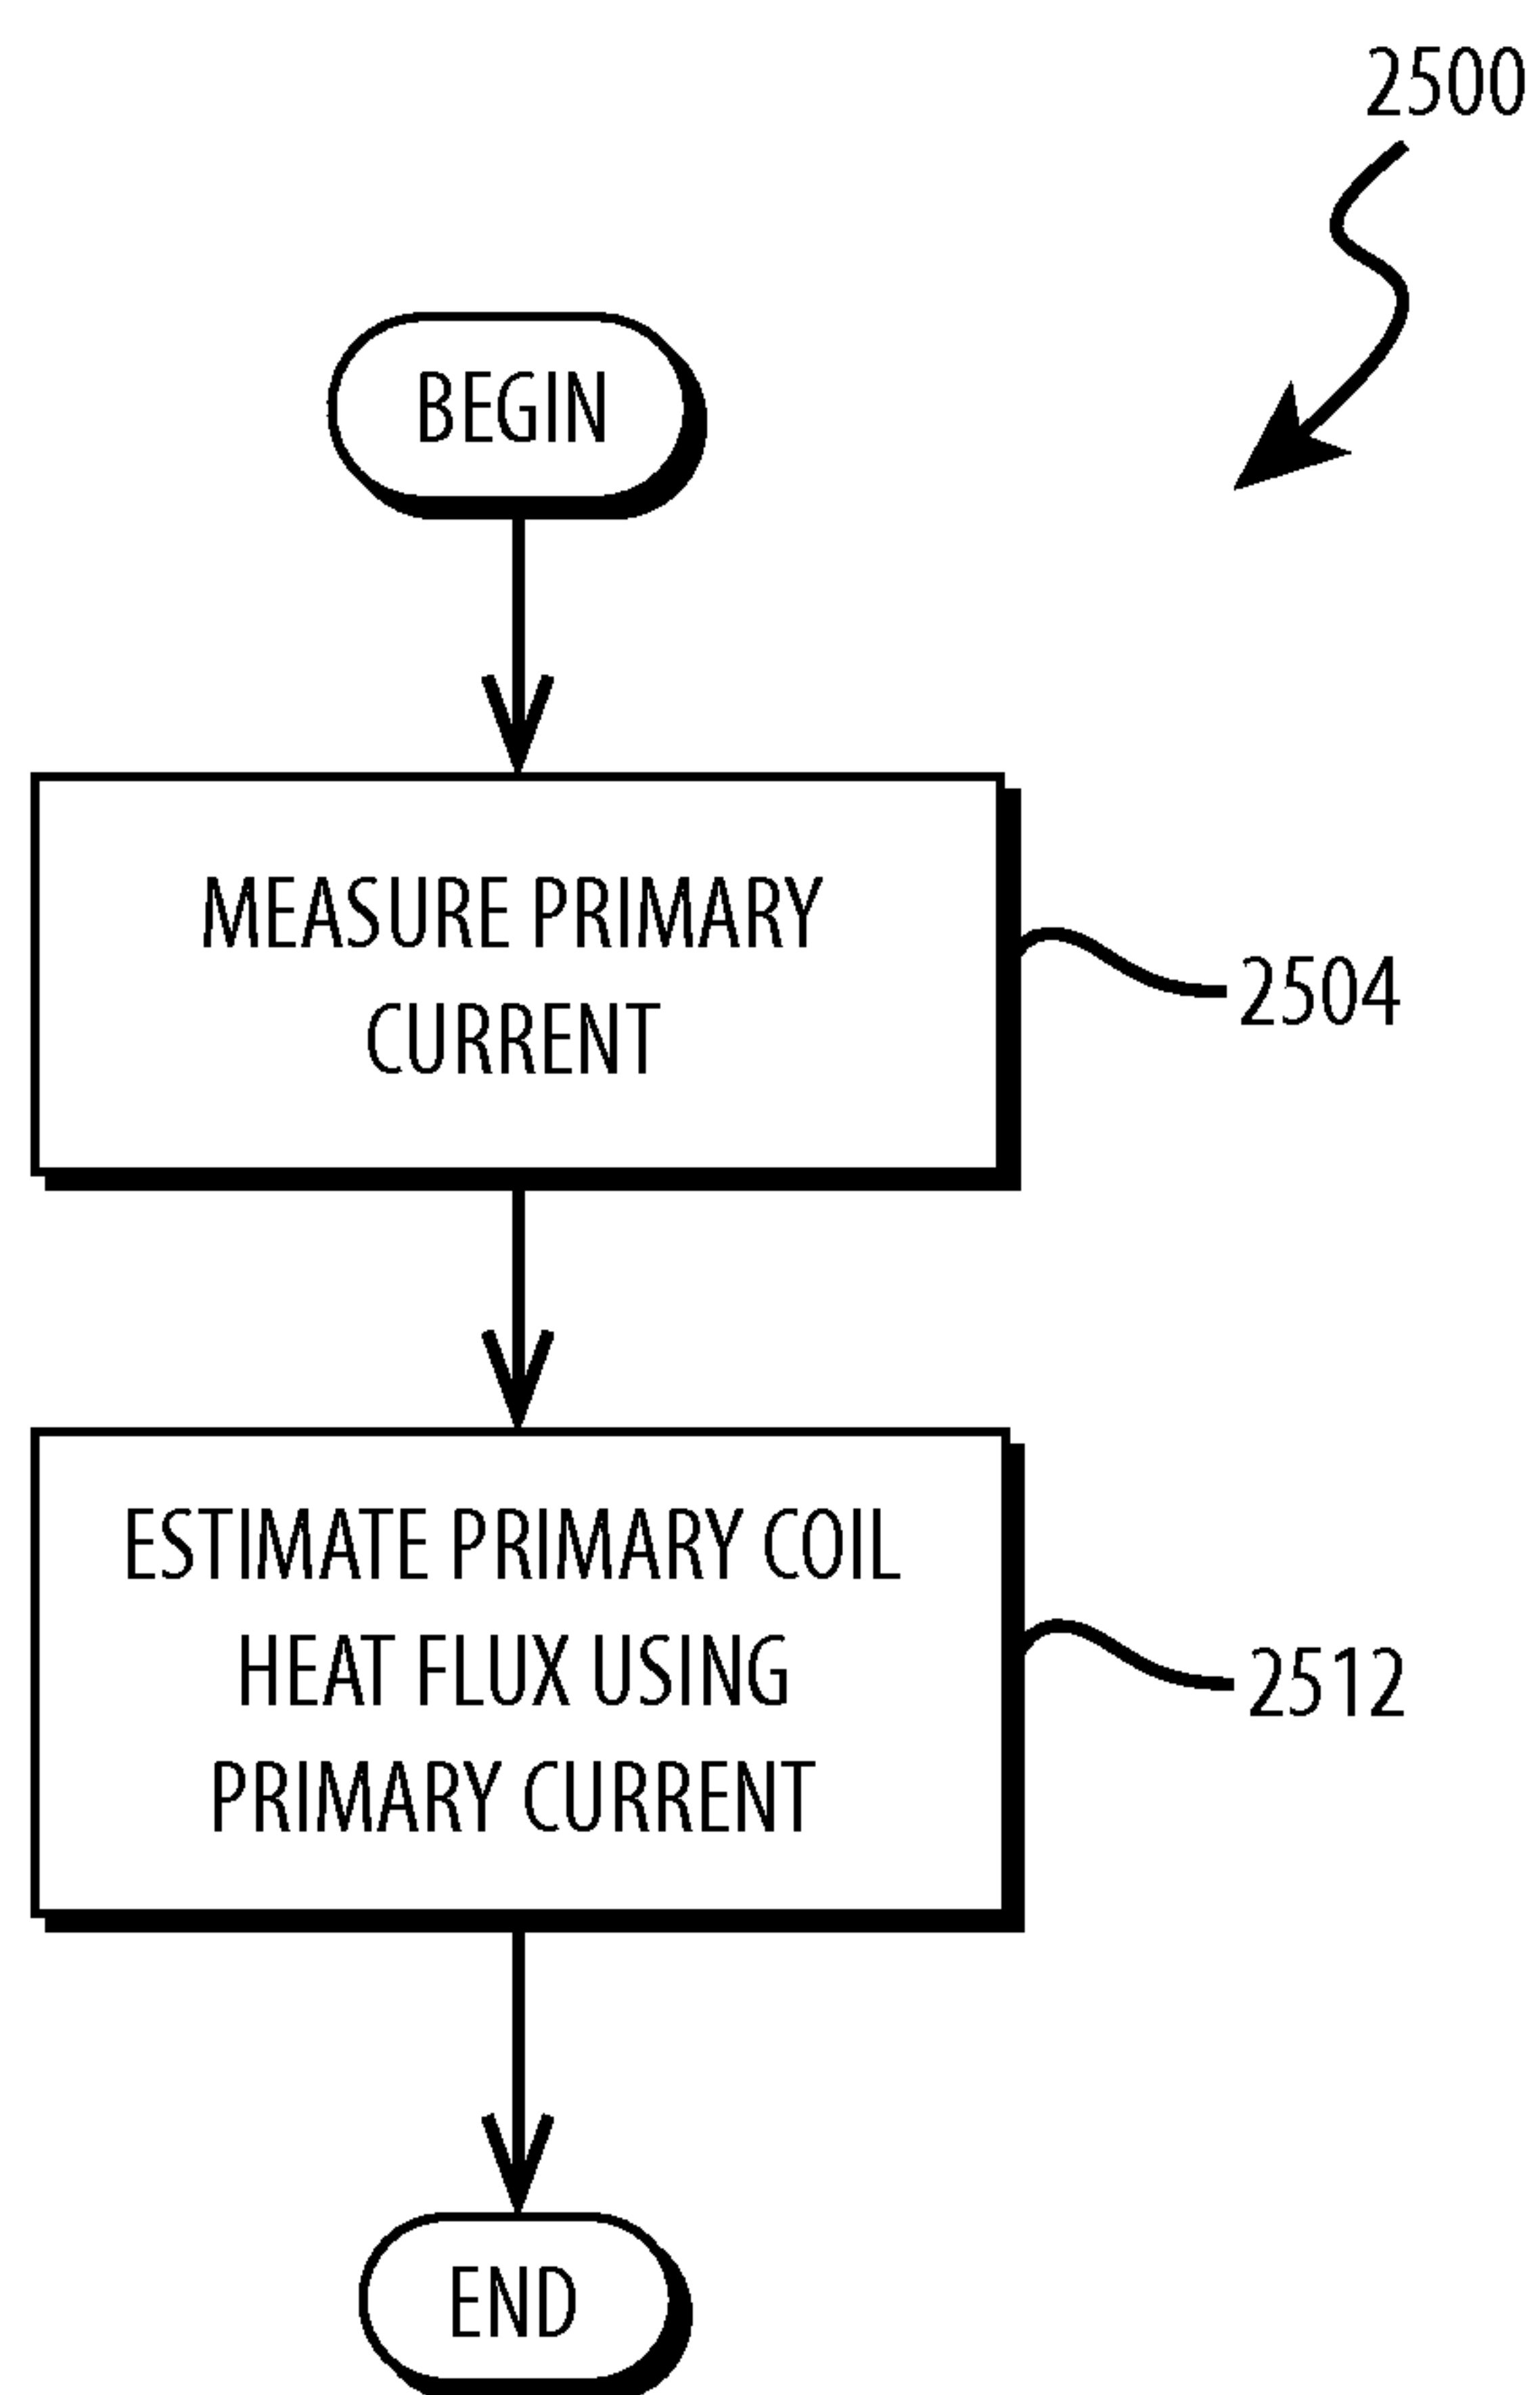 2500
BEGIN
MEASURE PRIMARY
CURRENT
2504
ESTIMATE PRIMARY COIL
HEAT FLUX USING
PRIMARY CURRENT
2512
END